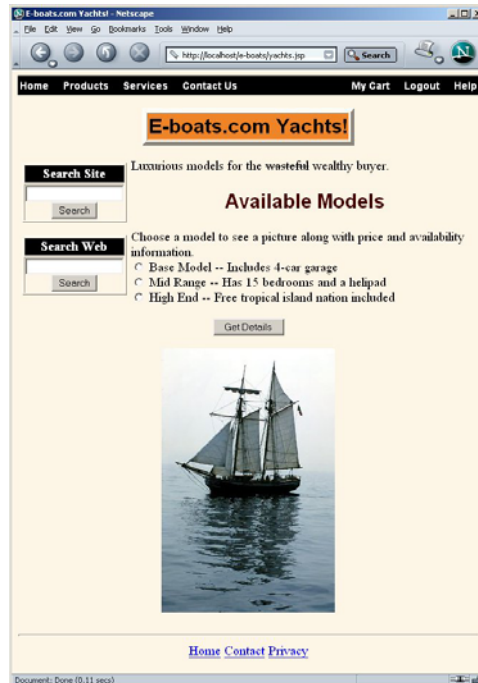 E-boats.com Yachts! - Netscape
File Edit View Go Bookmarks Tools Window Help
http://localhost/e-boats/yachts.jsp Search
Home Products Services Contact Us My Cart Logout Help
E-boats.com Yachts!
Search Site
Search
Search Web
Search
Luxurious models for the wasteful wealthy buyer.
Available Models
Choose a model to see a picture along with price and availability
information.
Base Model -- Includes 4-car garage
Mid Range -- Has 15 bedrooms and a helipad
High End -- Free tropical island nation included
Get Details
Home Contact Privacy
Document: Done (0.11 secs)